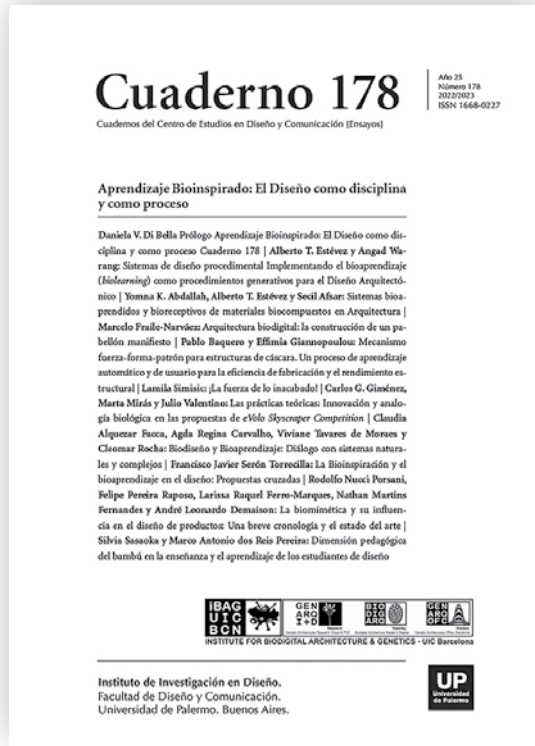 Cuaderno 178
Año 25
Número 178
2022/2023
ISSN 1668-0227
Cuadernos del Centro de Estudios en Diseño y Comunicación [Ensayos]
Aprendizaje Bioinspirado: El Diseño como disciplina
y como proceso
Daniela V. Di Bella Prólogo Aprendizaje Bioinspirado: El Diseño como dis-
ciplina y como proceso Cuaderno 178 | Alberto T. Estévez y Angad Wa-
rang: Sistemas de diseño procedimental Implementando el bioaprendizaje
(biolearning) como procedimientos generativos para el Diseño Arquitectó-
nico | Yomna K. Abdallah, Alberto T. Estévez y Secil Afsar: Sistemas bioa-
prendidos y bioreceptivos de materiales biocompuestos en Arquitectura |
Marcelo Fraile-Narváez: Arquitectura biodigital: la construcción de un pa-
bellón manifiesto | Pablo Baquero y Effimia Giannopoulou: Mecanismo
fuerza-forma-patrón para estructuras de cáscara. Un proceso de aprendizaje
automático y de usuario para la eficiencia de fabricación y el rendimiento es-
tructural | Lamila Simisic: ¡La fuerza de lo inacabado! | Carlos G. Giménez,
Marta Mirás y Julio Valentino: Las prácticas teóricas: Innovación y analo-
gía biológica en las propuestas de eVolo Skyscraper Competition | Claudia
Alquezar Facca, Agda Regina Carvalho, Viviane Tavares de Moraes y
Cleomar Rocha: Biodiseño y Bioaprendizaje: Diálogo con sistemas natura-
les y complejos | Francisco Javier Serón Torrecilla: La Bioinspiración y el
bioaprendizaje en el diseño: Propuestas cruzadas | Rodolfo Nucci Porsani,
Felipe Pereira Raposo, Larissa Raquel Ferro-Marques, Nathan Martins
Fernandes y André Leonardo Demaison: La biomimética y su influen-
cia en el diseño de productos: Una breve cronología y el estado del arte |
Silvia Sasaoka y Marco Antonio dos Reis Pereira: Dimensión pedagógica
del bambú en la enseñanza y el aprendizaje de los estudiantes de diseño
iBAG
UIC
BCN
GEN
ARQ
I+D
BIO
DIG
ARQ
GEN
ARQ
OFC
INSTITUTE FOR BIODIGITAL ARCHITECTURE & GENETICS - UIC Barcelona
Instituto de Investigación en Diseño.
Facultad de Diseño y Comunicación.
Universidad de Palermo. Buenos Aires.
UP
Universidad
de Palermo